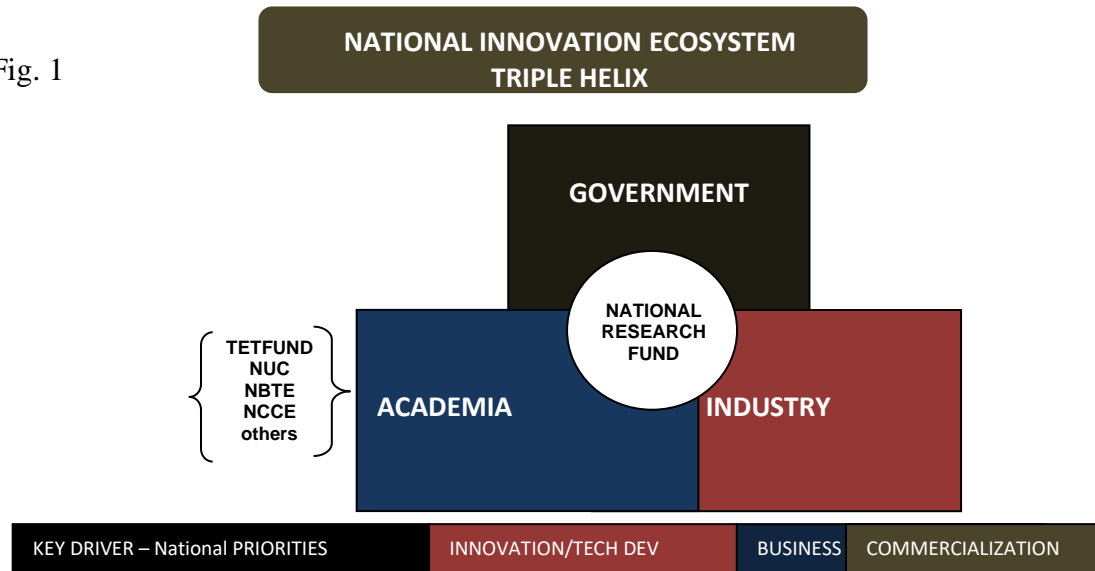 NATIONAL INNOVATION ECOSYSTEM
TRIPLE HELIX
Fig. 1
GOVERNMENT
NATIONAL
RESEARCH
FUND
TETFUND
NUC
NBTE
NCCE
others
ACADEMIA
INDUSTRY
KEY DRIVER – National PRIORITIES
INNOVATION/TECH DEV
BUSINESS
COMMERCIALIZATION